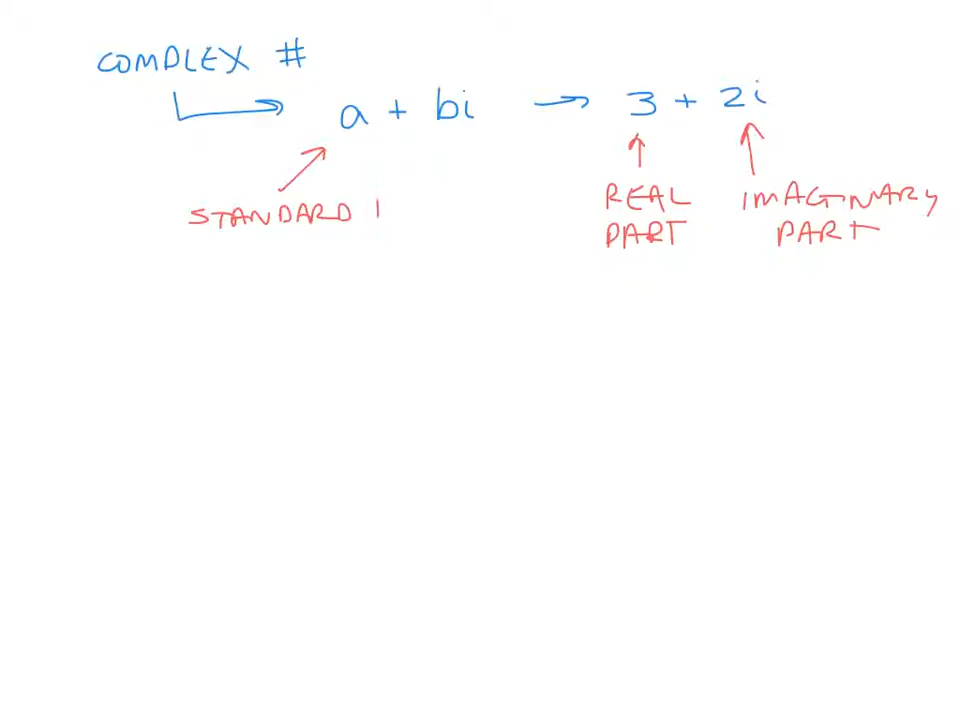 COMPLEX #
a + bi → 3 + 2i
STANDARD
REAL PART
IMAGINARY PART